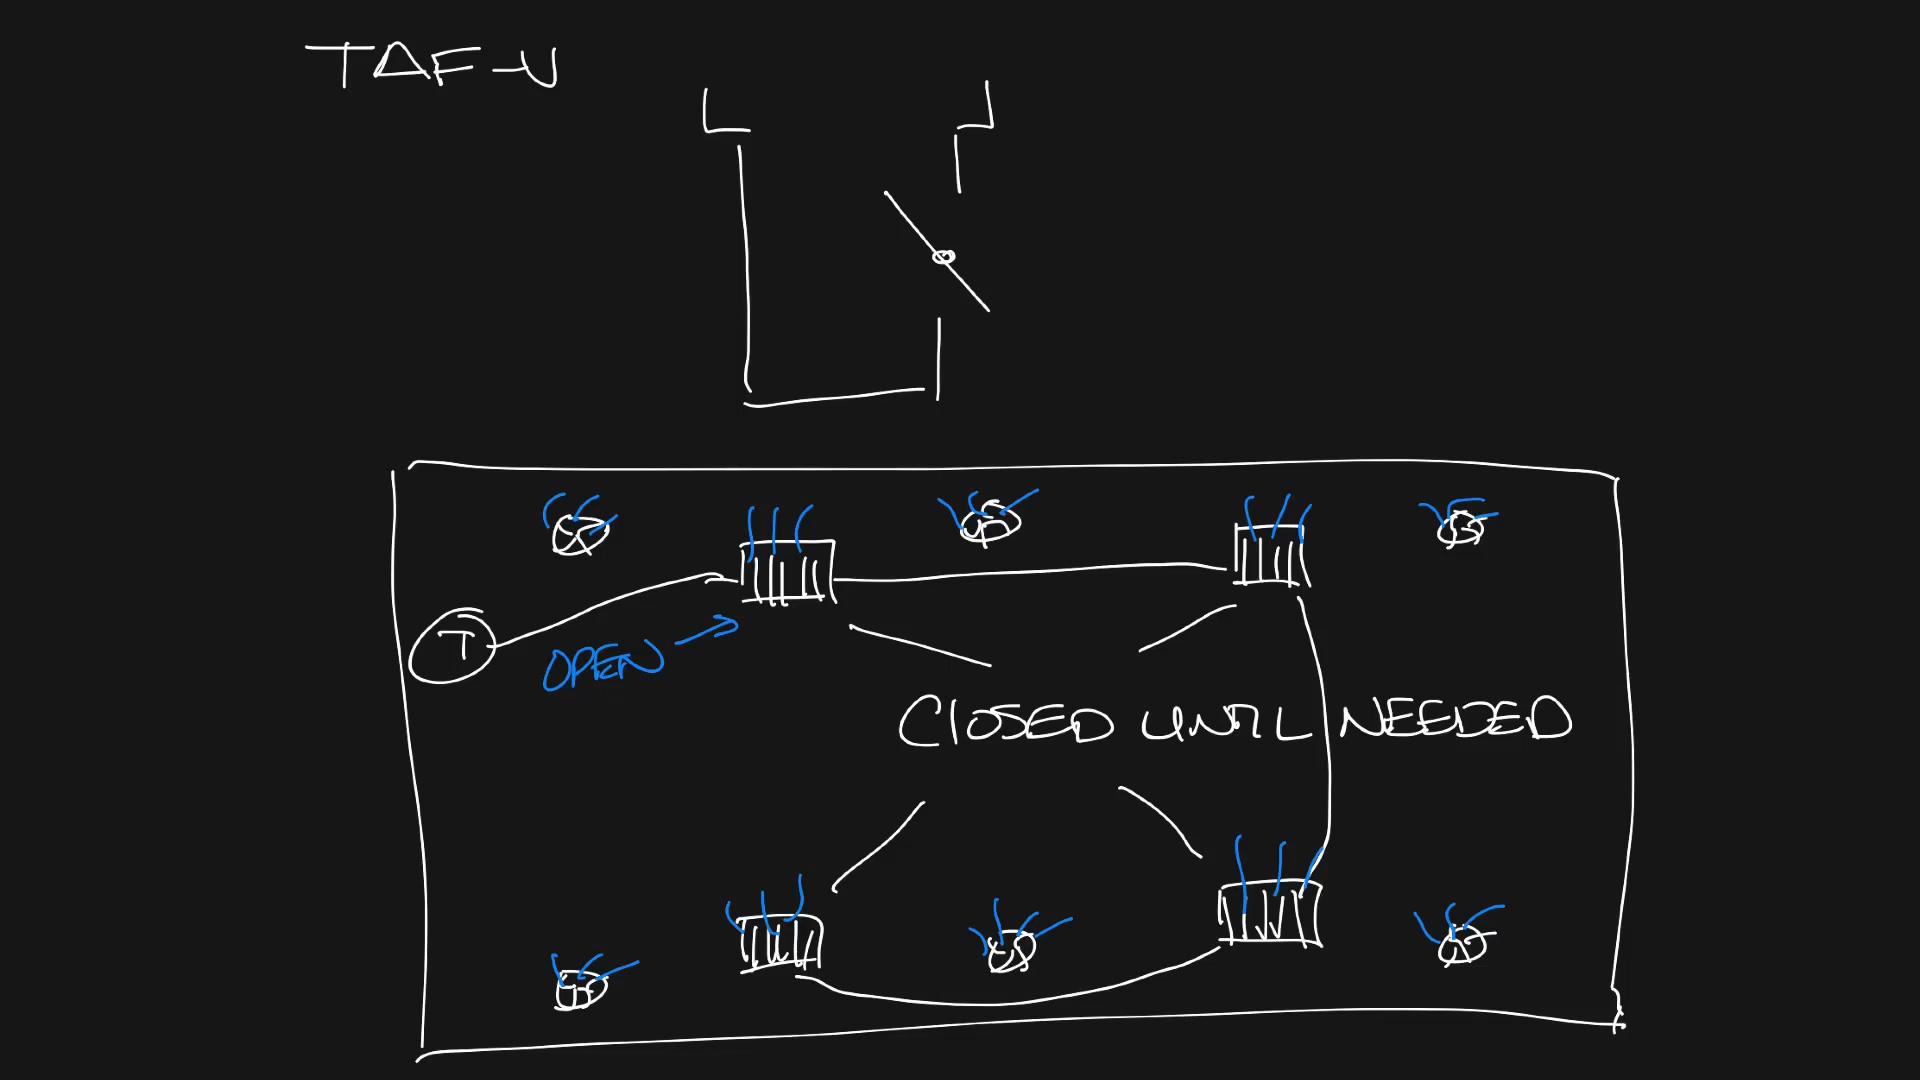 TAF-V
T
OPEN
CLOSED UNTIL NEEDED